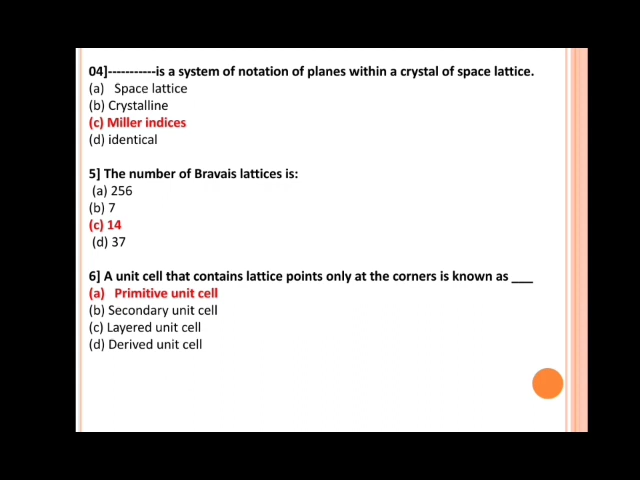 04]-----------is a system of notation of planes within a crystal of space lattice.
(a) Space lattice
(b) Crystalline
(c) Miller indices
(d) identical
5] The number of Bravais lattices is:
(a) 256
(b) 7
(c) 14
(d) 37
6] A unit cell that contains lattice points only at the corners is known as ___
(a) Primitive unit cell
(b) Secondary unit cell
(c) Layered unit cell
(d) Derived unit cell